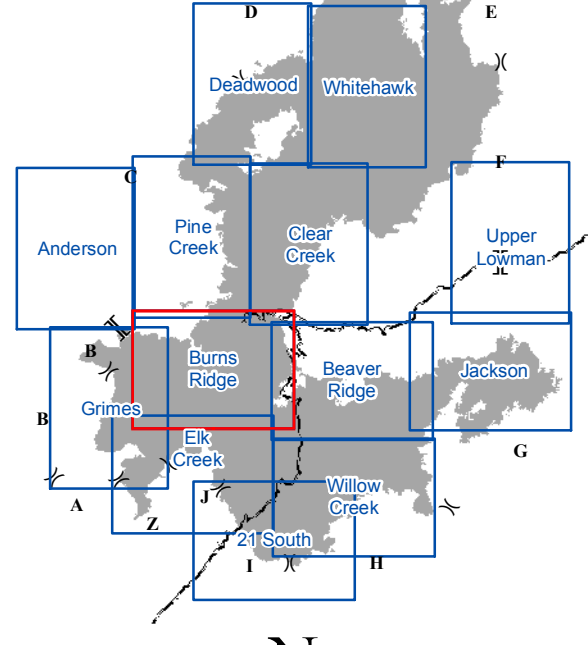 D
E
Deadwood
Whitehawk
C
F
Anderson
Pine
Creek
Clear
Creek
Upper
Lowman
B
Burns
Ridge
Beaver
Ridge
Jackson
B
Grimes
Elk
Creek
G
A
Z
J
Willow
Creek
21 South
I
H
N